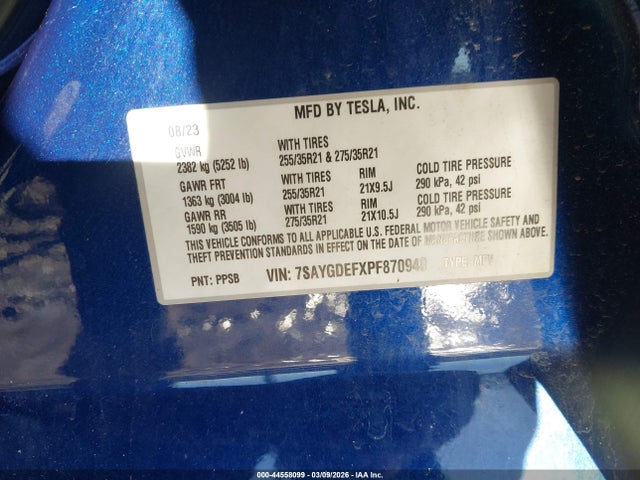 MFD BY TESLA, INC.
08/23
GVWR
2382 kg (5252 lb)
WITH TIRES
255/35R21 & 275/35R21
GAWR FRT
1363 kg (3004 lb)
WITH TIRES
255/35R21
RIM
21X9.5J
COLD TIRE PRESSURE
290 kPa, 42 psi
GAWR RR
1590 kg (3505 lb)
WITH TIRES
275/35R21
RIM
21X10.5J
COLD TIRE PRESSURE
290 kPa, 42 psi
THIS VEHICLE CONFORMS TO ALL APPLICABLE U.S. FEDERAL MOTOR VEHICLE SAFETY AND
THEFT PREVENTION STANDARDS IN EFFECT ON THE DATE OF MANUFACTURE SHOWN ABOVE.
PNT: PPSB
VIN: 7SAYGDEFXPF870940
TYPE: MPV
000-44558099 | 03/09/2026 - IAA Inc.